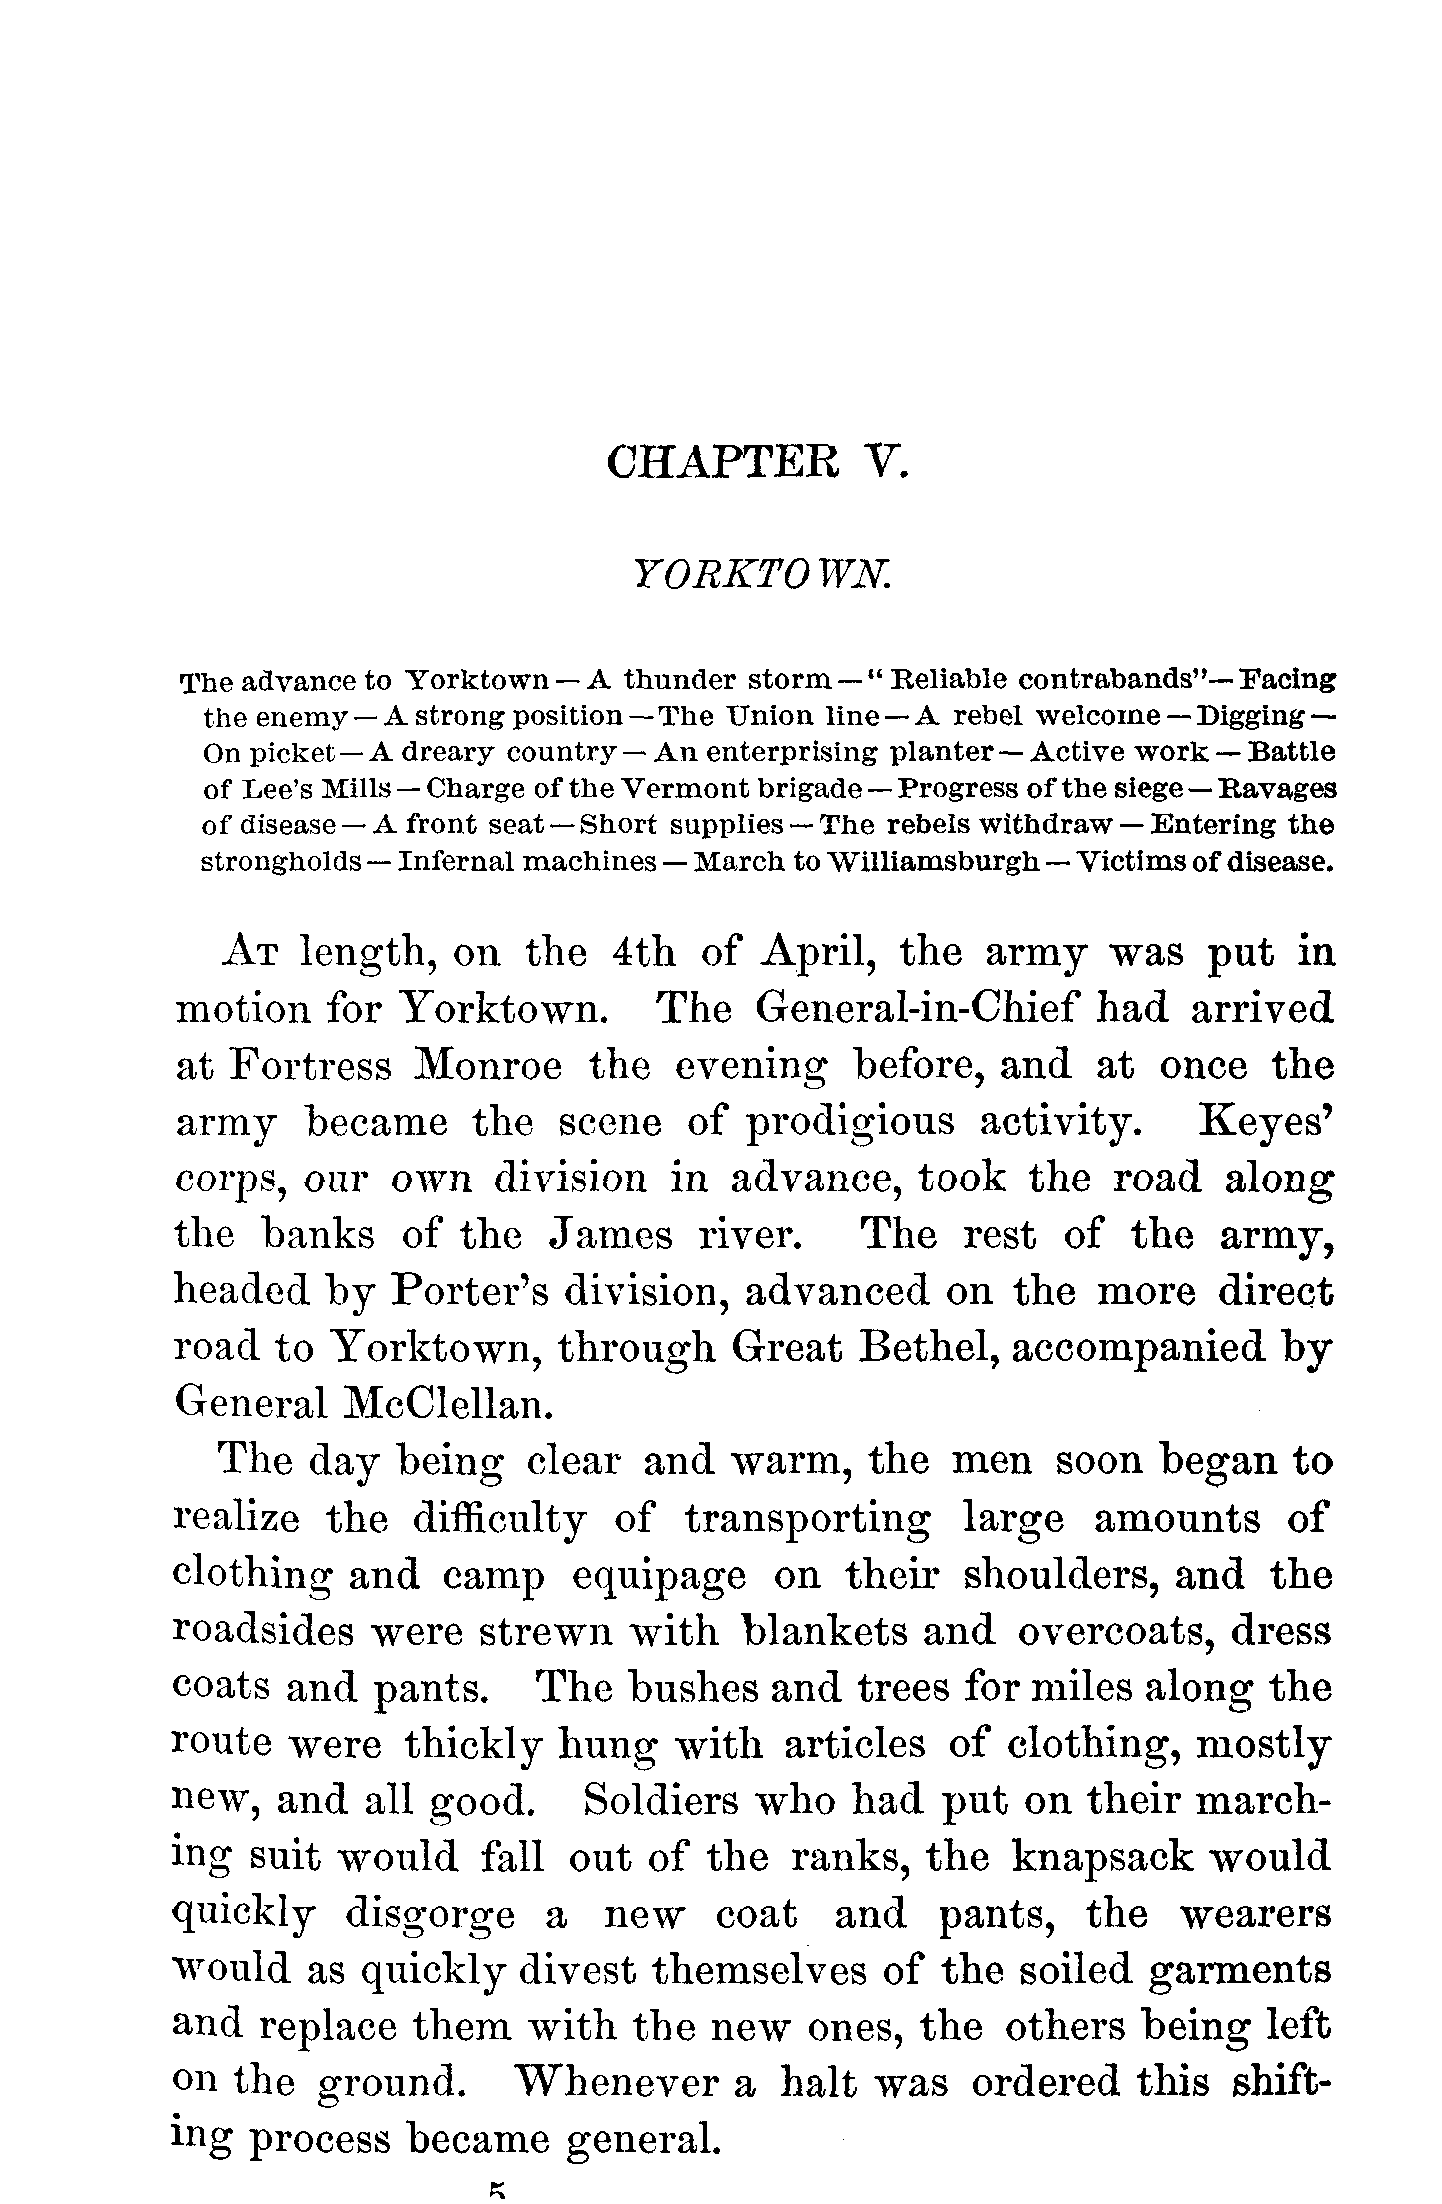 CHAPTER V.
YORKTOWN.
The advance to Yorktown — A thunder storm — "Reliable contrabands" — Facing
the enemy — A strong position — The Union line — A rebel welcome — Digging —
On picket — A dreary country — An enterprising planter — Active work — Battle
of Lee's Mills — Charge of the Vermont brigade — Progress of the siege — Ravages
of disease — A front seat — Short supplies — The rebels withdraw — Entering the
strongholds — Infernal machines — March to Williamsburgh — Victims of disease.
AT length, on the 4th of April, the army was put in
motion for Yorktown. The General-in-Chief had arrived
at Fortress Monroe the evening before, and at once the
army became the scene of prodigious activity. Keyes'
corps, our own division in advance, took the road along
the banks of the James river. The rest of the army,
headed by Porter's division, advanced on the more direct
road to Yorktown, through Great Bethel, accompanied by
General McClellan.
The day being clear and warm, the men soon began to
realize the difficulty of transporting large amounts of
clothing and camp equipage on their shoulders, and the
roadsides were strewn with blankets and overcoats, dress
coats and pants. The bushes and trees for miles along the
route were thickly hung with articles of clothing, mostly
new, and all good. Soldiers who had put on their march-
ing suit would fall out of the ranks, the knapsack would
quickly disgorge a new coat and pants, the wearers
would as quickly divest themselves of the soiled garments
and replace them with the new ones, the others being left
on the ground. Whenever a halt was ordered this shift-
ing process became general.
5